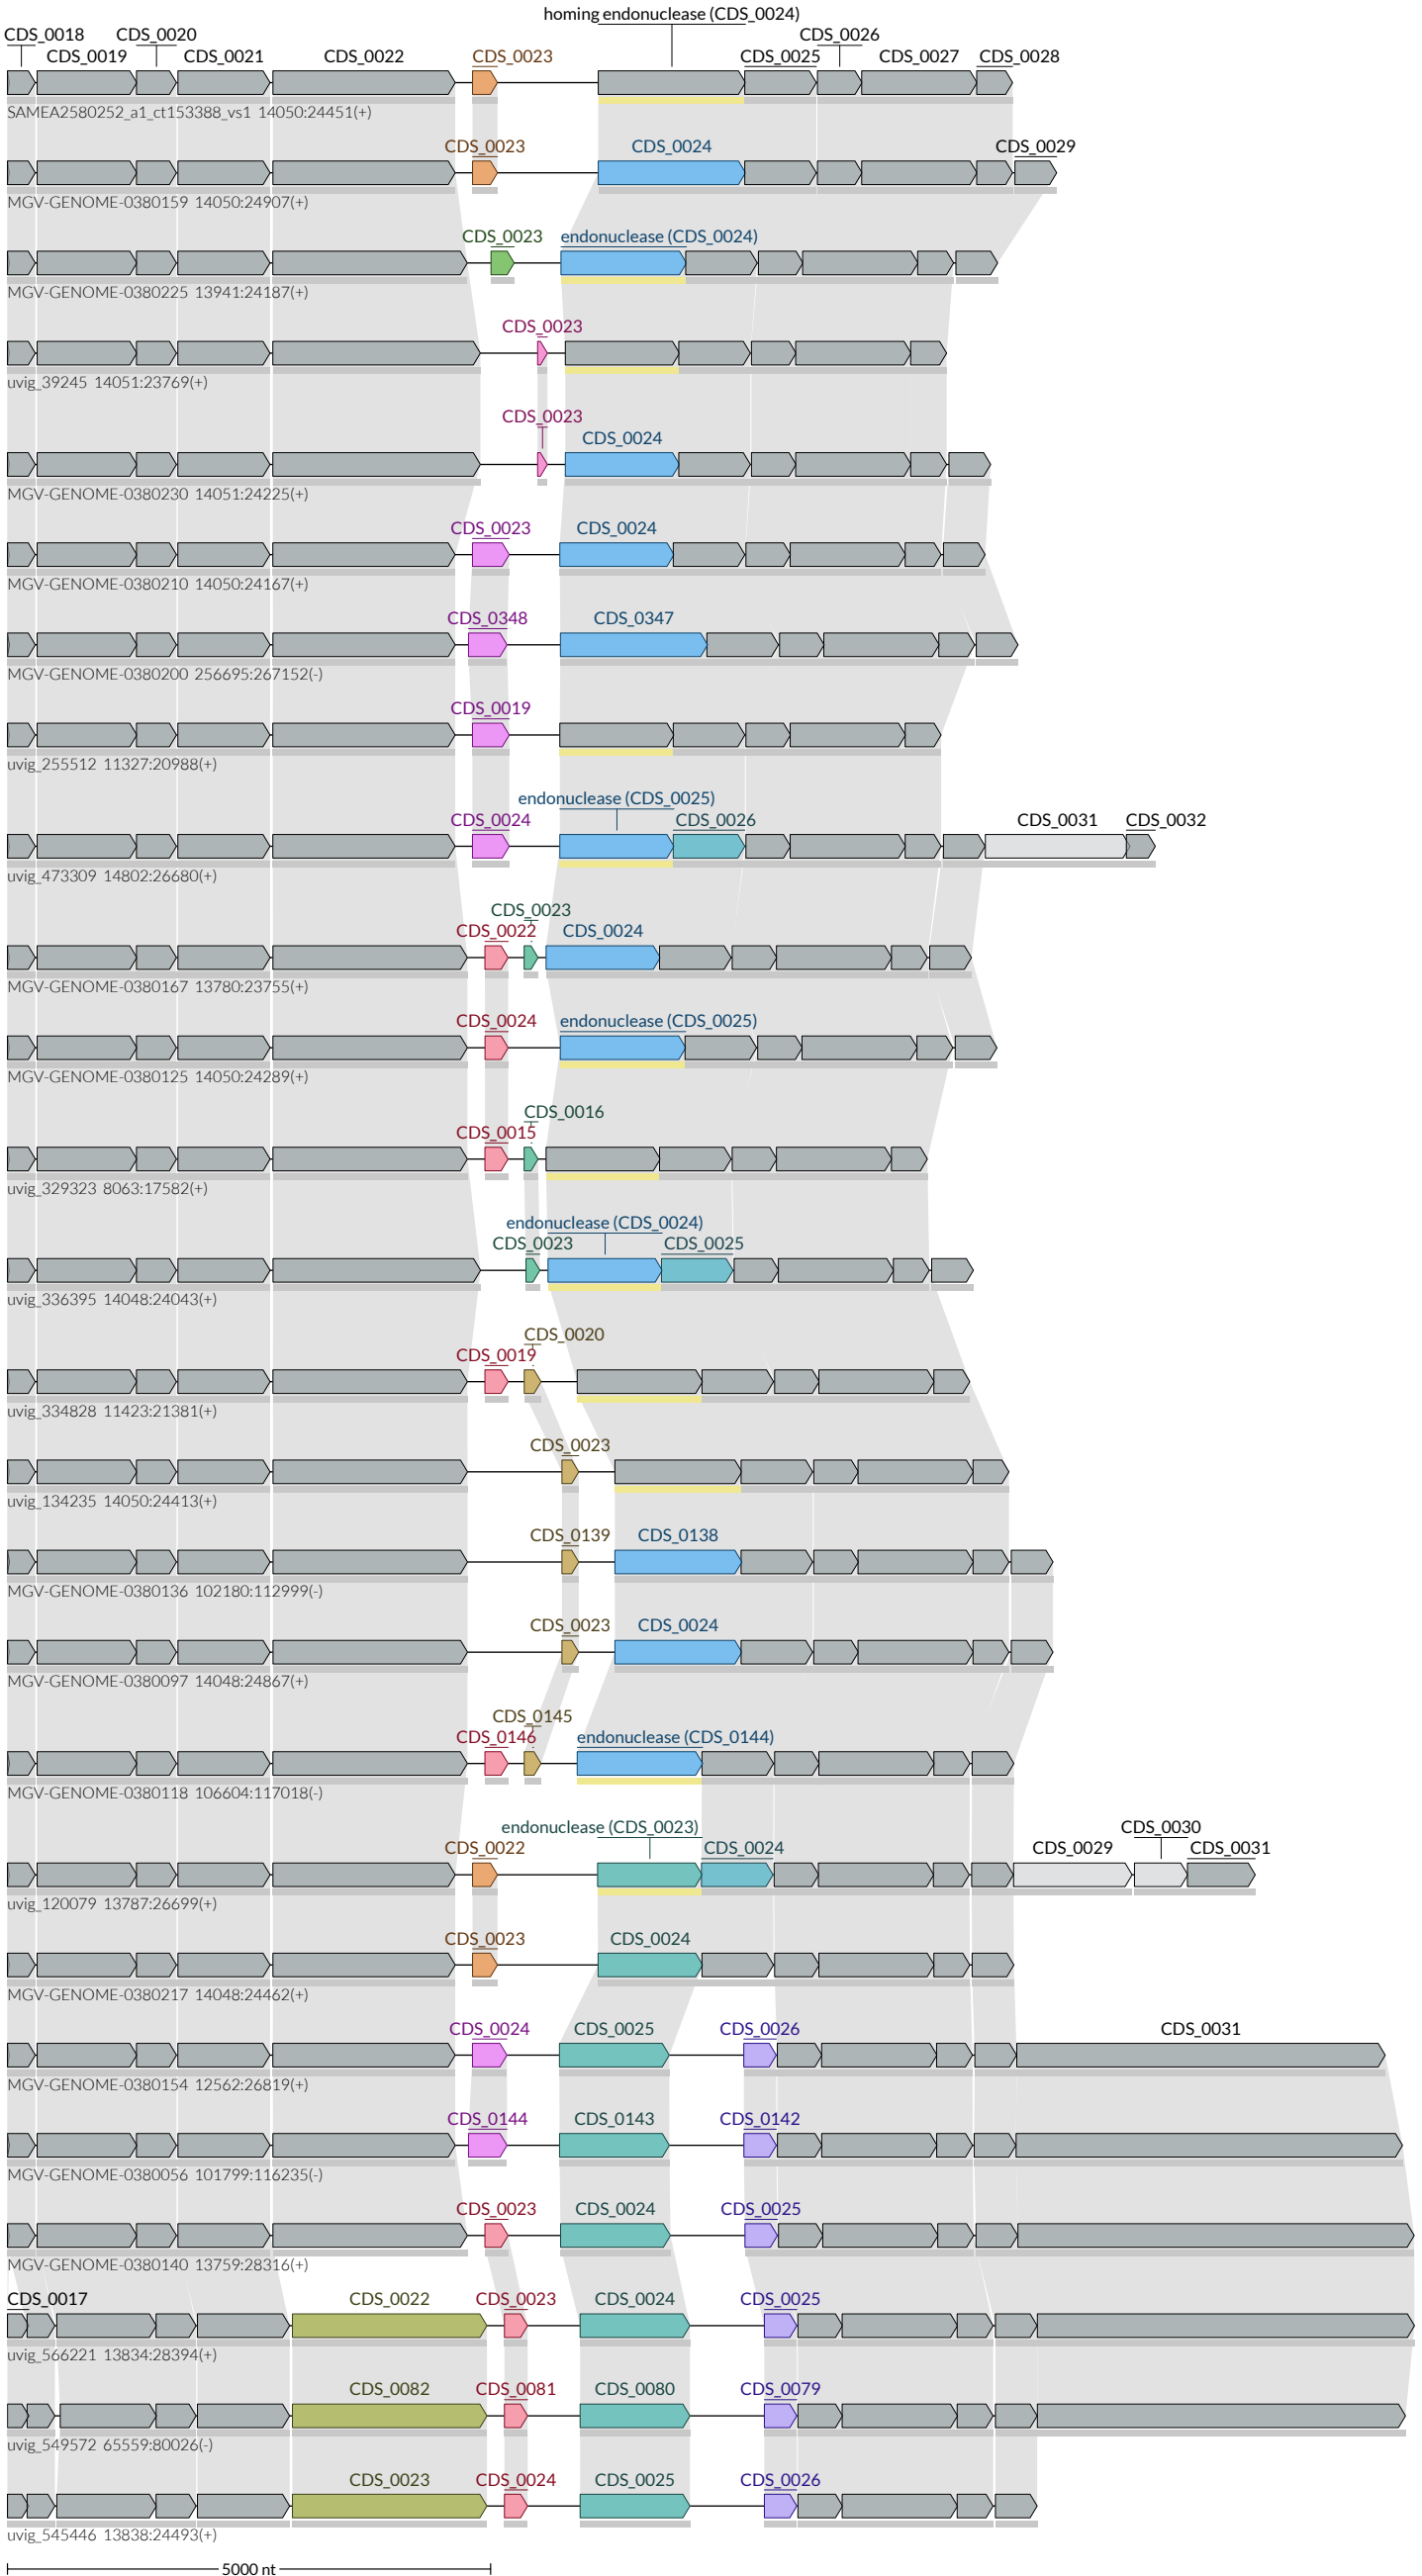 homing endonuclease (CDS_0024)
CDS_0018 CDS_0020 CDS_0026
CDS_0019 CDS_0021 CDS_0022 CDS_0023 CDS_0025 CDS_0027 CDS_0028
SAMEA2580252_a1_ct153388_vs1 14050:24451(+)
CDS_0023 CDS_0024 CDS_0029
MGV-GENOME-0380159 14050:24907(+)
CDS_0023 endonuclease (CDS_0024)
MGV-GENOME-0380225 13941:24187(+)
CDS_0023
uvig_39245 14051:23769(+)
CDS_0023
CDS_0024
MGV-GENOME-0380230 14051:24225(+)
CDS_0023 CDS_0024
MGV-GENOME-0380210 14050:24167(+)
CDS_0348 CDS_0347
MGV-GENOME-0380200 256695:267152(-)
CDS_0019
uvig_255512 11327:20988(+)
endonuclease (CDS_0025)
CDS_0024 CDS_0026 CDS_0031 CDS_0032
uvig_473309 14802:26680(+)
CDS_0023
CDS_0022 CDS_0024
MGV-GENOME-0380167 13780:23755(+)
CDS_0024 endonuclease (CDS_0025)
MGV-GENOME-0380125 14050:24289(+)
CDS_0016
CDS_0015
uvig_329323 8063:17582(+)
endonuclease (CDS_0024)
CDS_0023 CDS_0025
uvig_336395 14048:24043(+)
CDS_0020
CDS_0019
uvig_334828 11423:21381(+)
CDS_0023
uvig_134235 14050:24413(+)
CDS_0139 CDS_0138
MGV-GENOME-0380136 102180:112999(-)
CDS_0023 CDS_0024
MGV-GENOME-0380097 14048:24867(+)
CDS_0145
CDS_0146 endonuclease (CDS_0144)
MGV-GENOME-0380118 106604:117018(-)
endonuclease (CDS_0023) CDS_0030
CDS_0022 CDS_0024 CDS_0029 CDS_0031
uvig_120079 13787:26699(+)
CDS_0023 CDS_0024
MGV-GENOME-0380217 14048:24462(+)
CDS_0024 CDS_0025 CDS_0026 CDS_0031
MGV-GENOME-0380154 12562:26819(+)
CDS_0144 CDS_0143 CDS_0142
MGV-GENOME-0380056 101799:116235(-)
CDS_0023 CDS_0024 CDS_0025
MGV-GENOME-0380140 13759:28316(+)
CDS_0017 CDS_0022 CDS_0023 CDS_0024 CDS_0025
uvig_566221 13834:28394(+)
CDS_0082 CDS_0081 CDS_0080 CDS_0079
uvig_549572 65559:80026(-)
CDS_0023 CDS_0024 CDS_0025 CDS_0026
uvig_545446 13838:24493(+)
5000 nt